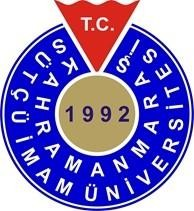 T.C.
KAHRAMANMARAŞ
SÜTÇÜ İMAM ÜNİVERSİTESİ
1992